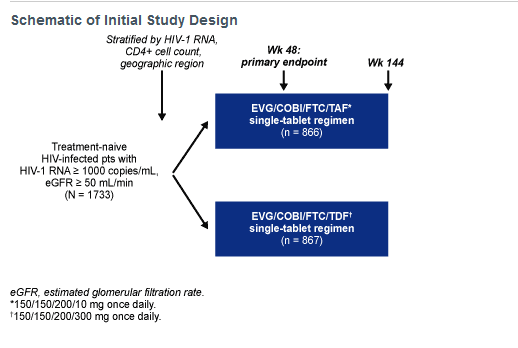 Schematic of Initial Study Design
Stratified by HIV-1 RNA,
CD4+ cell count,
geographic region
Wk 48:
primary endpoint
Wk 144
EVG/COBI/FTC/TAF*
single-tablet regimen
(n = 866)
Treatment-naive
HIV-infected pts with
HIV-1 RNA ≥ 1000 copies/mL,
eGFR ≥ 50 mL/min
(N = 1733)
EVG/COBI/FTC/TDF†
single-tablet regimen
(n = 867)
eGFR, estimated glomerular filtration rate.
*150/150/200/10 mg once daily.
†150/150/200/300 mg once daily.